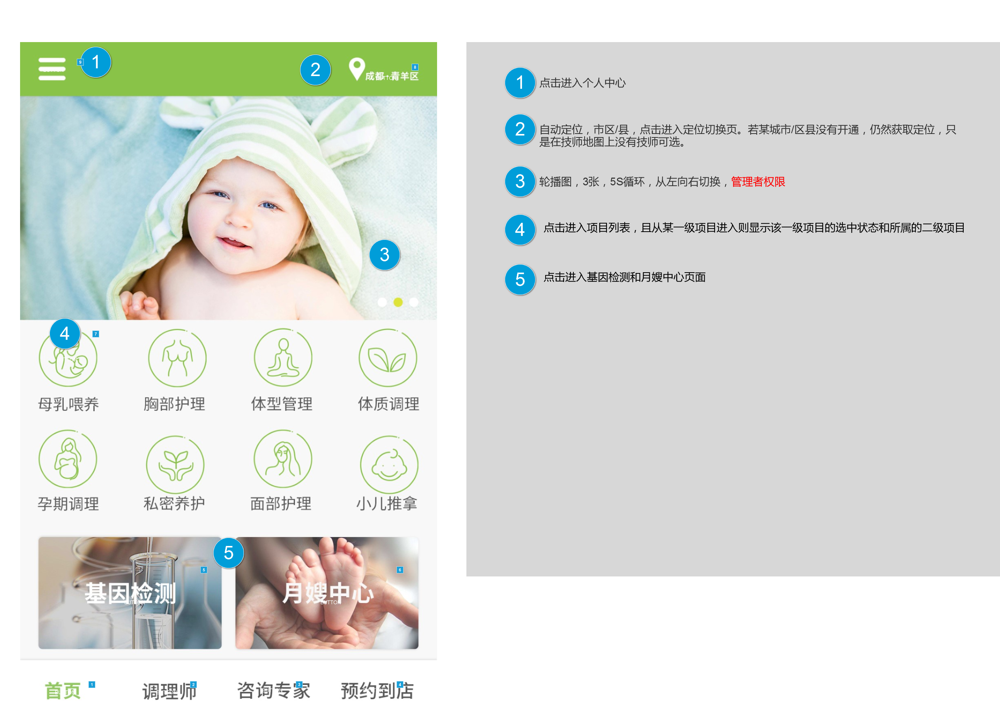 9
1
BUTTON
2
8
成都·青羊区
3
4
7
母乳喂养
胸部护理
体型管理
体质调理
孕期调理
私密养护
面部护理
小儿推拿
5
5
6
基因检测
BUTTON
月嫂中心
BUTTON
首页
1
BUTTON
调理师
2
BUTTON
咨询专家
3
BUTTON
预约到店
4
BUTTON
1
点击进入个人中心
2
自动定位，市区/县，点击进入定位切换页。若某城市/区县没有开通，仍然获取定位，只
是在技师地图上没有技师可选。
3
轮播图，3张，5S循环，从左向右切换，管理者权限
4
点击进入项目列表，且从某一级项目进入则显示该一级项目的选中状态和所属的二级项目
5
点击进入基因检测和月嫂中心页面